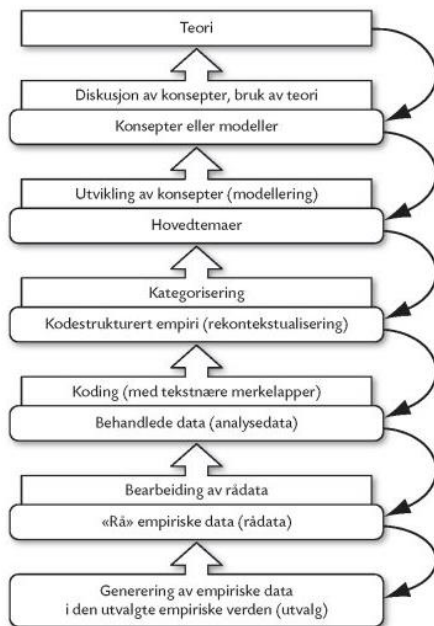 Teori
Diskusjon av konsepter, bruk av teori
Konsepter eller modeller
Utvikling av konsepter (modellering)
Hovedtemaer
Kategorisering
Kodestrukturert empiri (rekontekstualisering)
Koding (med tekstnære merkelapper)
Behandlede data (analysedata)
Bearbeiding av rådata
«Rå» empiriske data (rådata)
Generering av empiriske data
i den utvalgte empiriske verden (utvalg)